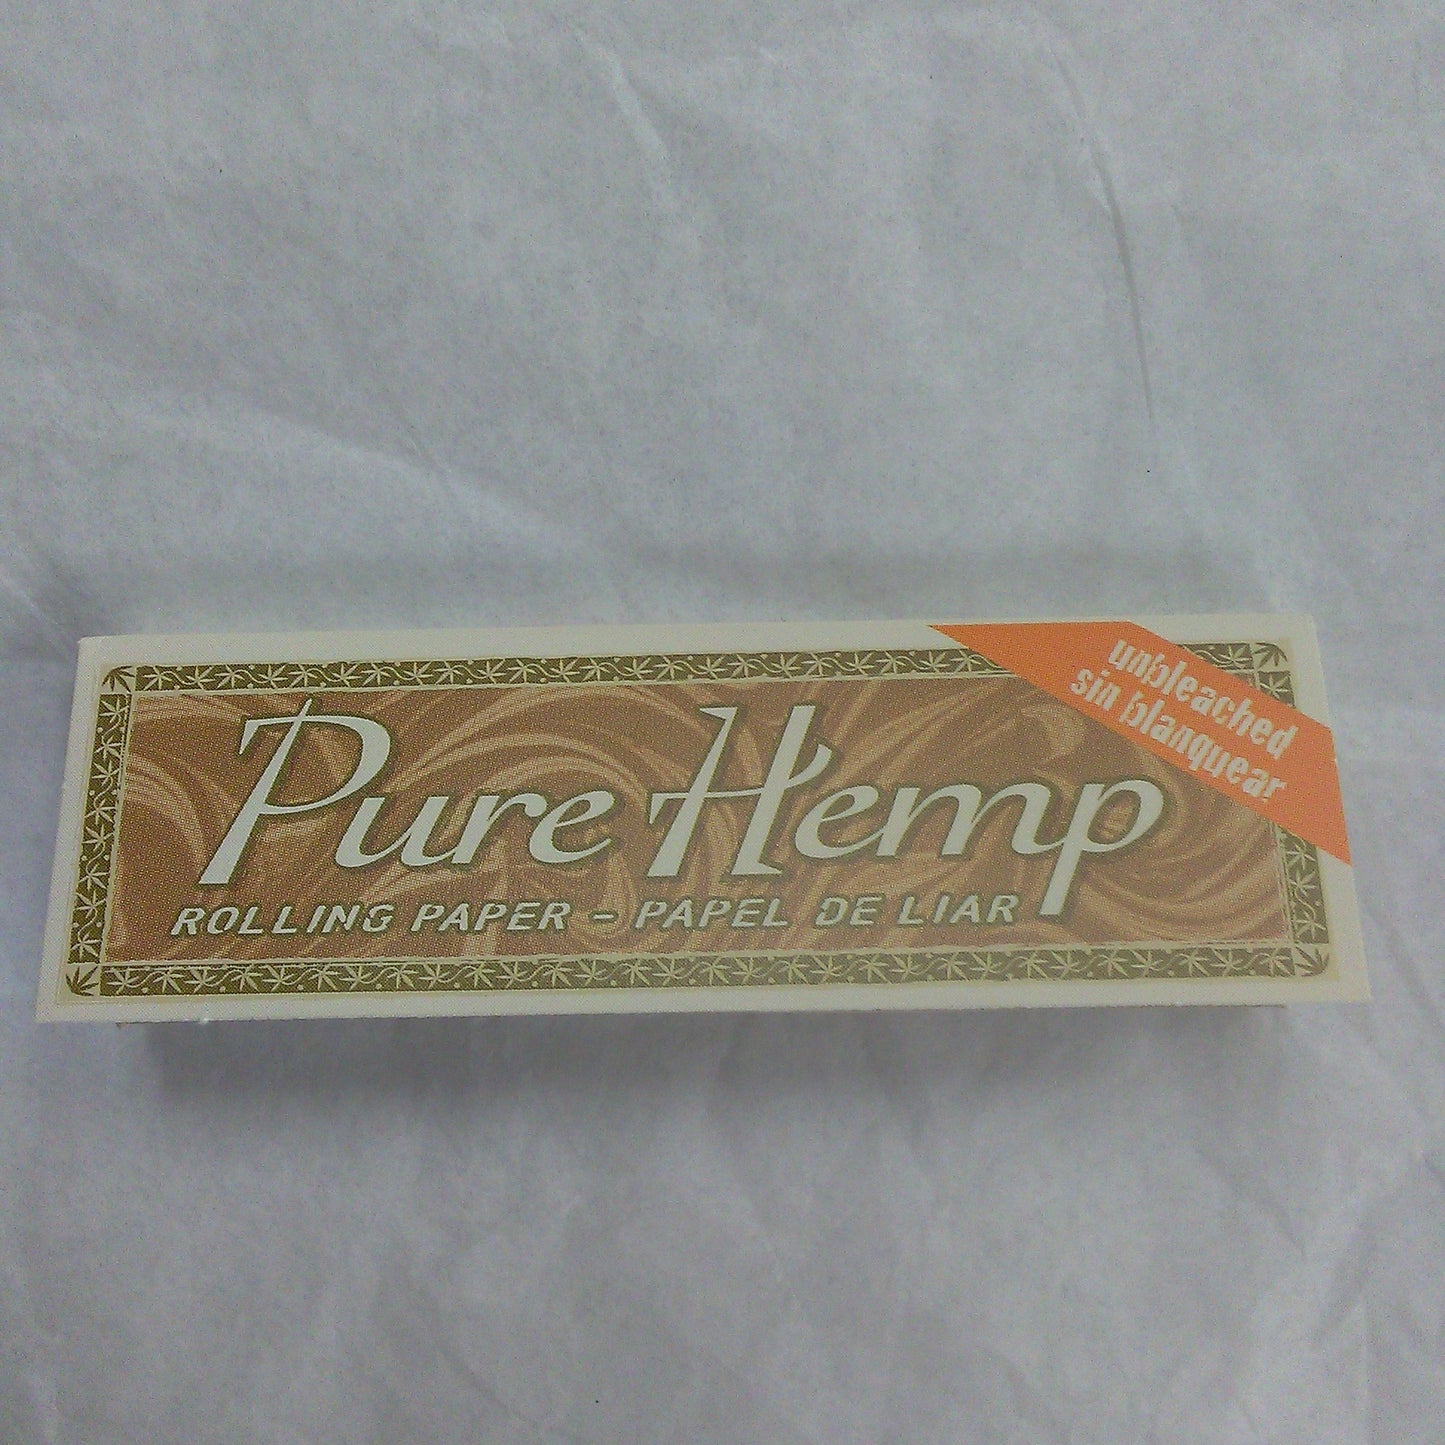 unbleached
sin blanquear
Pure Hemp
ROLLING PAPER - PAPEL DE LIAR